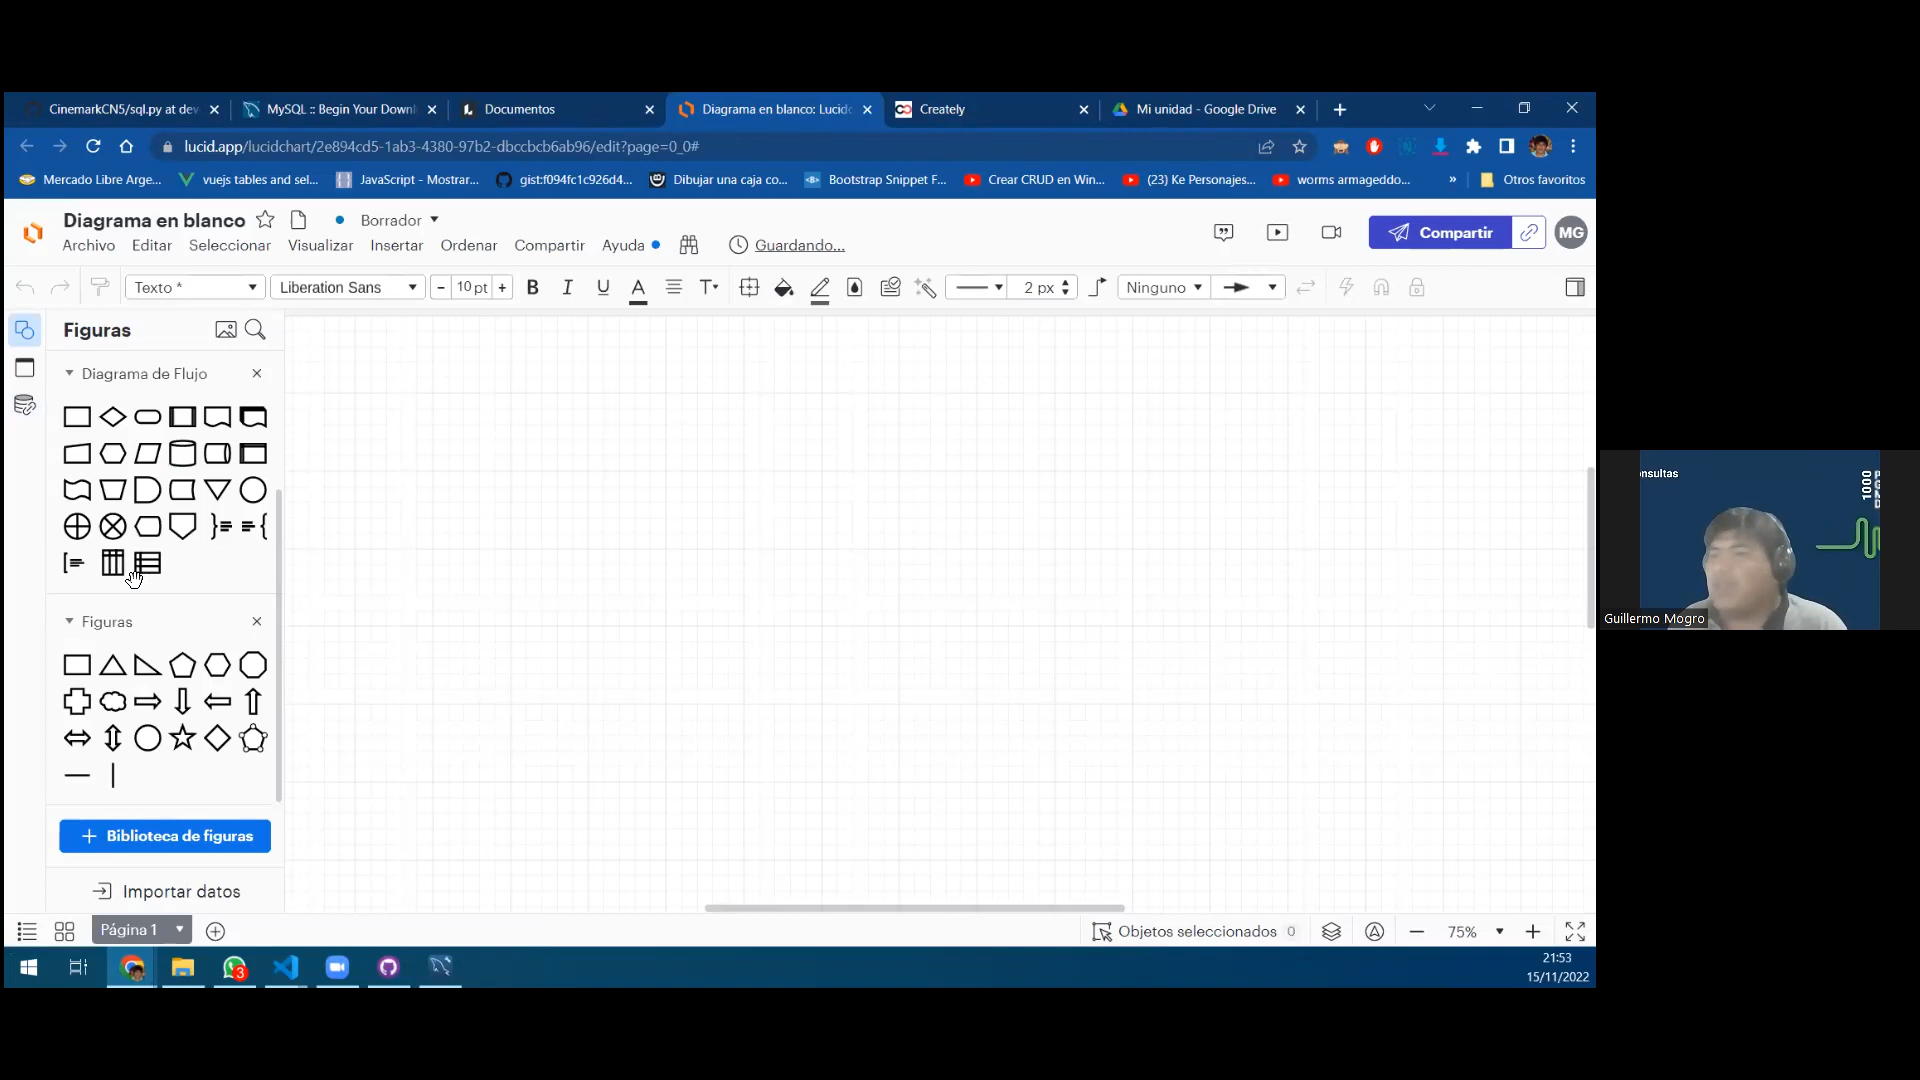 CinemarkCN5/sql.py at dev
MySQL :: Begin Your Downl
Documentos
Diagrama en blanco: Lucidc
Creately
Mi unidad - Google Drive
lucid.app/lucidchart/2e894cd5-1ab3-4380-97b2-dbccbcb6ab96/edit?page=0_0#
Mercado Libre Arge...
vuejs tables and sel...
JavaScript - Mostrar...
gist:f094fc1c926d4...
Dibujar una caja co...
Bootstrap Snippet F...
Crear CRUD en Win...
(23) Ke Personajes...
worms armageddo...
»
Otros favoritos
Diagrama en blanco
Borrador
Archivo Editar Seleccionar Visualizar Insertar Ordenar Compartir Ayuda
Guardando...
Compartir
MG
Texto *
Liberation Sans
- 10 pt +
B I U A
2 px
Ninguno
Figuras
Diagrama de Flujo
Figuras
+ Biblioteca de figuras
Importar datos
Página 1
Objetos seleccionados 0
75%
3
21:53
15/11/2022
nsultas
1000
Guillermo Mogro